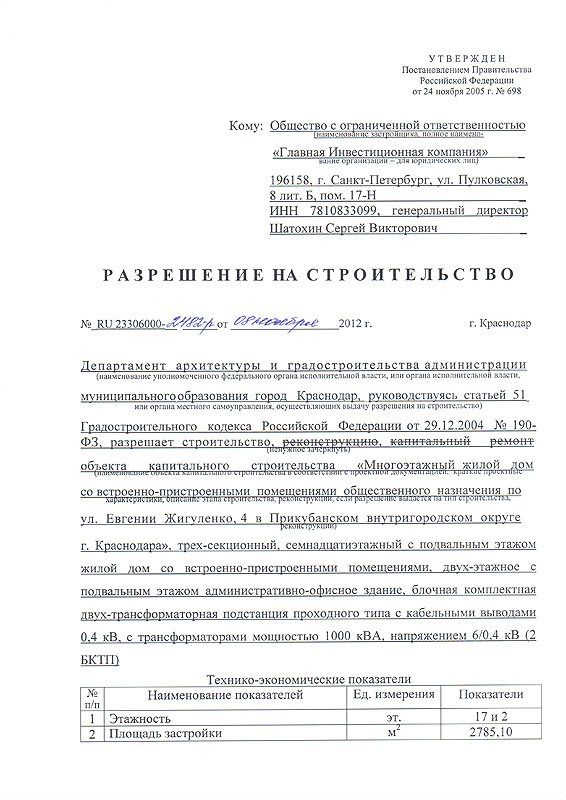 УТВЕРЖДЕН
Постановлением Правительства
Российской Федерации
от 24 ноября 2005 г. № 698
Кому: Общество с ограниченной ответственностью
(наименование застройщика, полное наимено-
«Главная Инвестиционная компания»
вание организации – для юридических лиц)
196158, г. Санкт-Петербург, ул. Пулковская,
8 лит. Б, пом. 17-Н
ИНН 7810833099, генеральный директор
Шатохин Сергей Викторович
РАЗРЕШЕНИЕ НА СТРОИТЕЛЬСТВО
№ RU 23306000-2482-р от 08 ноября 2012 г. г. Краснодар
Департамент архитектуры и градостроительства администрации
(наименование уполномоченного федерального органа исполнительной власти, или органа исполнительной власти,
муниципального образования город Краснодар, руководствуясь статьей 51
или органа местного самоуправления, осуществляющих выдачу разрешения на строительство)
Градостроительного кодекса Российской Федерации от 29.12.2004 № 190-
ФЗ, разрешает строительство, реконструкцию, капитальный ремонт
(ненужное зачеркнуть)
объекта капитального строительства «Многоэтажный жилой дом
(наименование объекта капитального строительства в соответствии с проектной документацией, краткие проектные
со встроенно-пристроенными помещениями общественного назначения по
характеристики, описание этапа строительства, реконструкции, если разрешение выдается на этап строительства,
ул. Евгении Жигуленко, 4 в Прикубанском внутригородском округе
реконструкции)
г. Краснодара», трех-секционный, семнадцатиэтажный с подвальным этажом
жилой дом со встроенно-пристроенными помещениями, двух-этажное с
подвальным этажом административно-офисное здание, блочная комплектная
двух-трансформаторная подстанция проходного типа с кабельными выводами
0,4 кВ, с трансформаторами мощностью 1000 кВА, напряжением 6/0,4 кВ (2
БКТП)
Технико-экономические показатели
№ п/п Наименование показателей Ед. измерения Показатели
1 Этажность эт. 17 и 2
2 Площадь застройки м² 2785,10